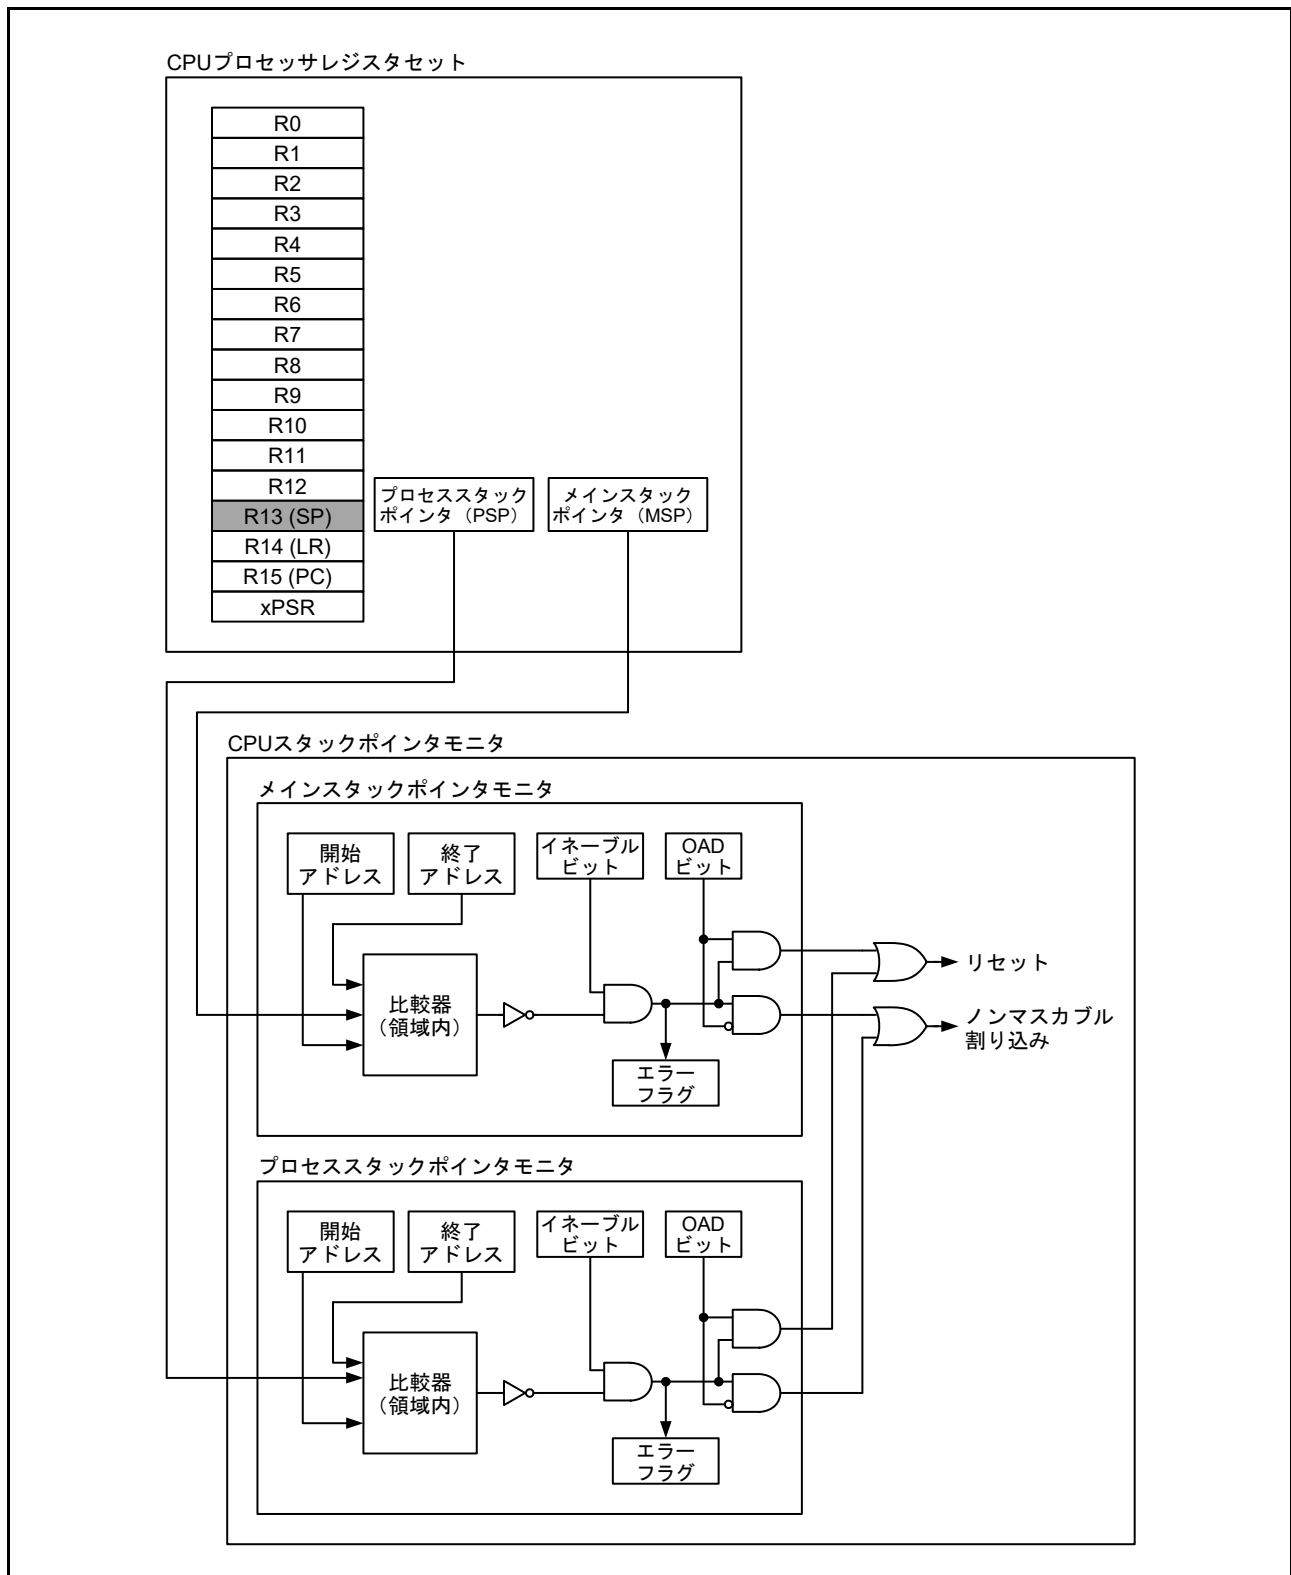 CPUプロセッサレジスタセット
R0
R1
R2
R3
R4
R5
R6
R7
R8
R9
R10
R11
R12
R13 (SP)
R14 (LR)
R15 (PC)
xPSR
プロセススタック
ポインタ（PSP）
メインスタック
ポインタ（MSP）
CPUスタックポインタモニタ
メインスタックポインタモニタ
開始
アドレス
終了
アドレス
イネーブル
ビット
OAD
ビット
比較器
（領域内）
エラー
フラグ
リセット
ノンマスカブル
割り込み
プロセススタックポインタモニタ
開始
アドレス
終了
アドレス
イネーブル
ビット
OAD
ビット
比較器
（領域内）
エラー
フラグ